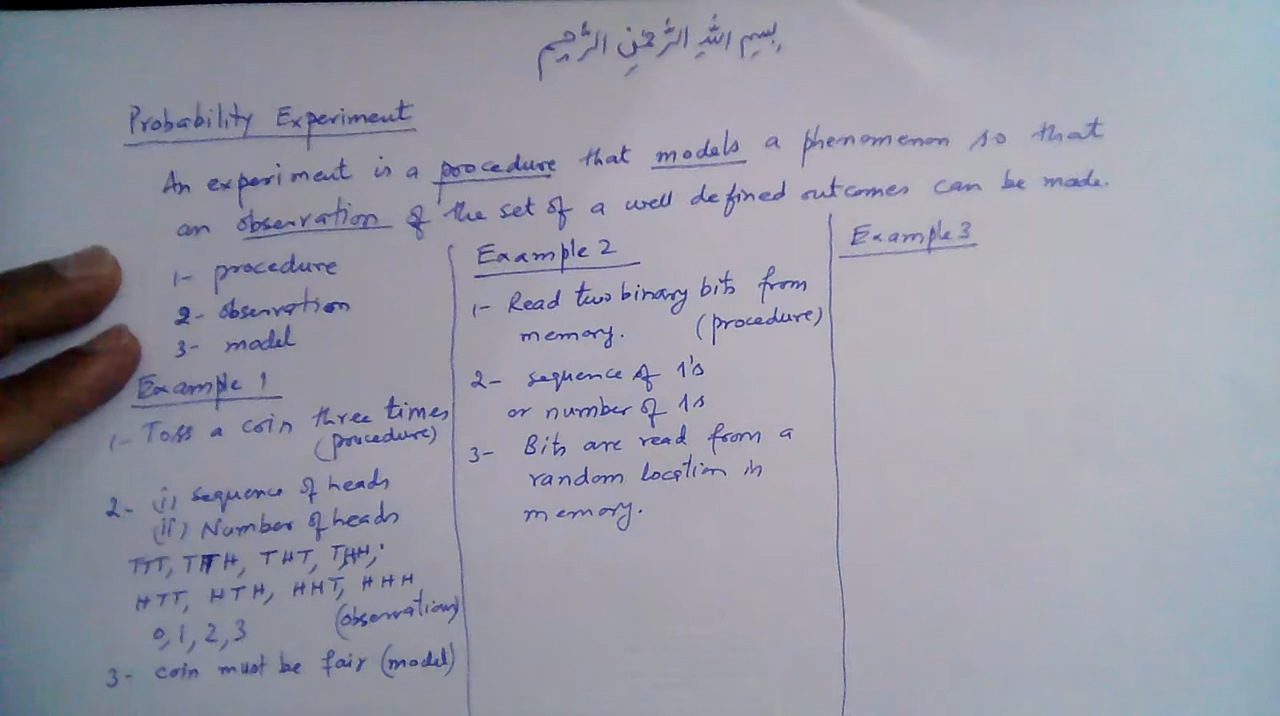 بِسْمِ اللهِ الرَّحْمٰنِ الرَّحِيْمِ
Probability Experiment
An experiment is a procedure that models a phenomenon so that
an observation of the set of a well defined outcomes can be made.
1- procedure
2- observation
3- model
Example 1
1- Toss a coin three times
(procedure)
2- (i) sequence of heads
(ii) Number of heads
TTT, TTH, THT, THH,
HTT, HTH, HHT, HHH
(observation)
0, 1, 2, 3
3- coin must be fair (model)
Example 2
1- Read two binary bits from
memory. (procedure)
2- sequence of 1's
or number of 1s
3- Bits are read from a
random location in
memory.
Example 3